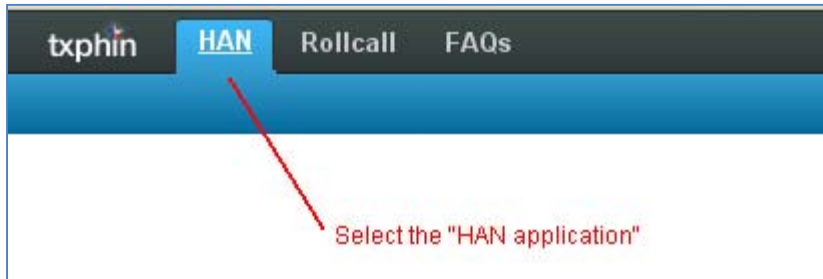 txphin HAN Rollcall FAQs
Select the "HAN application"